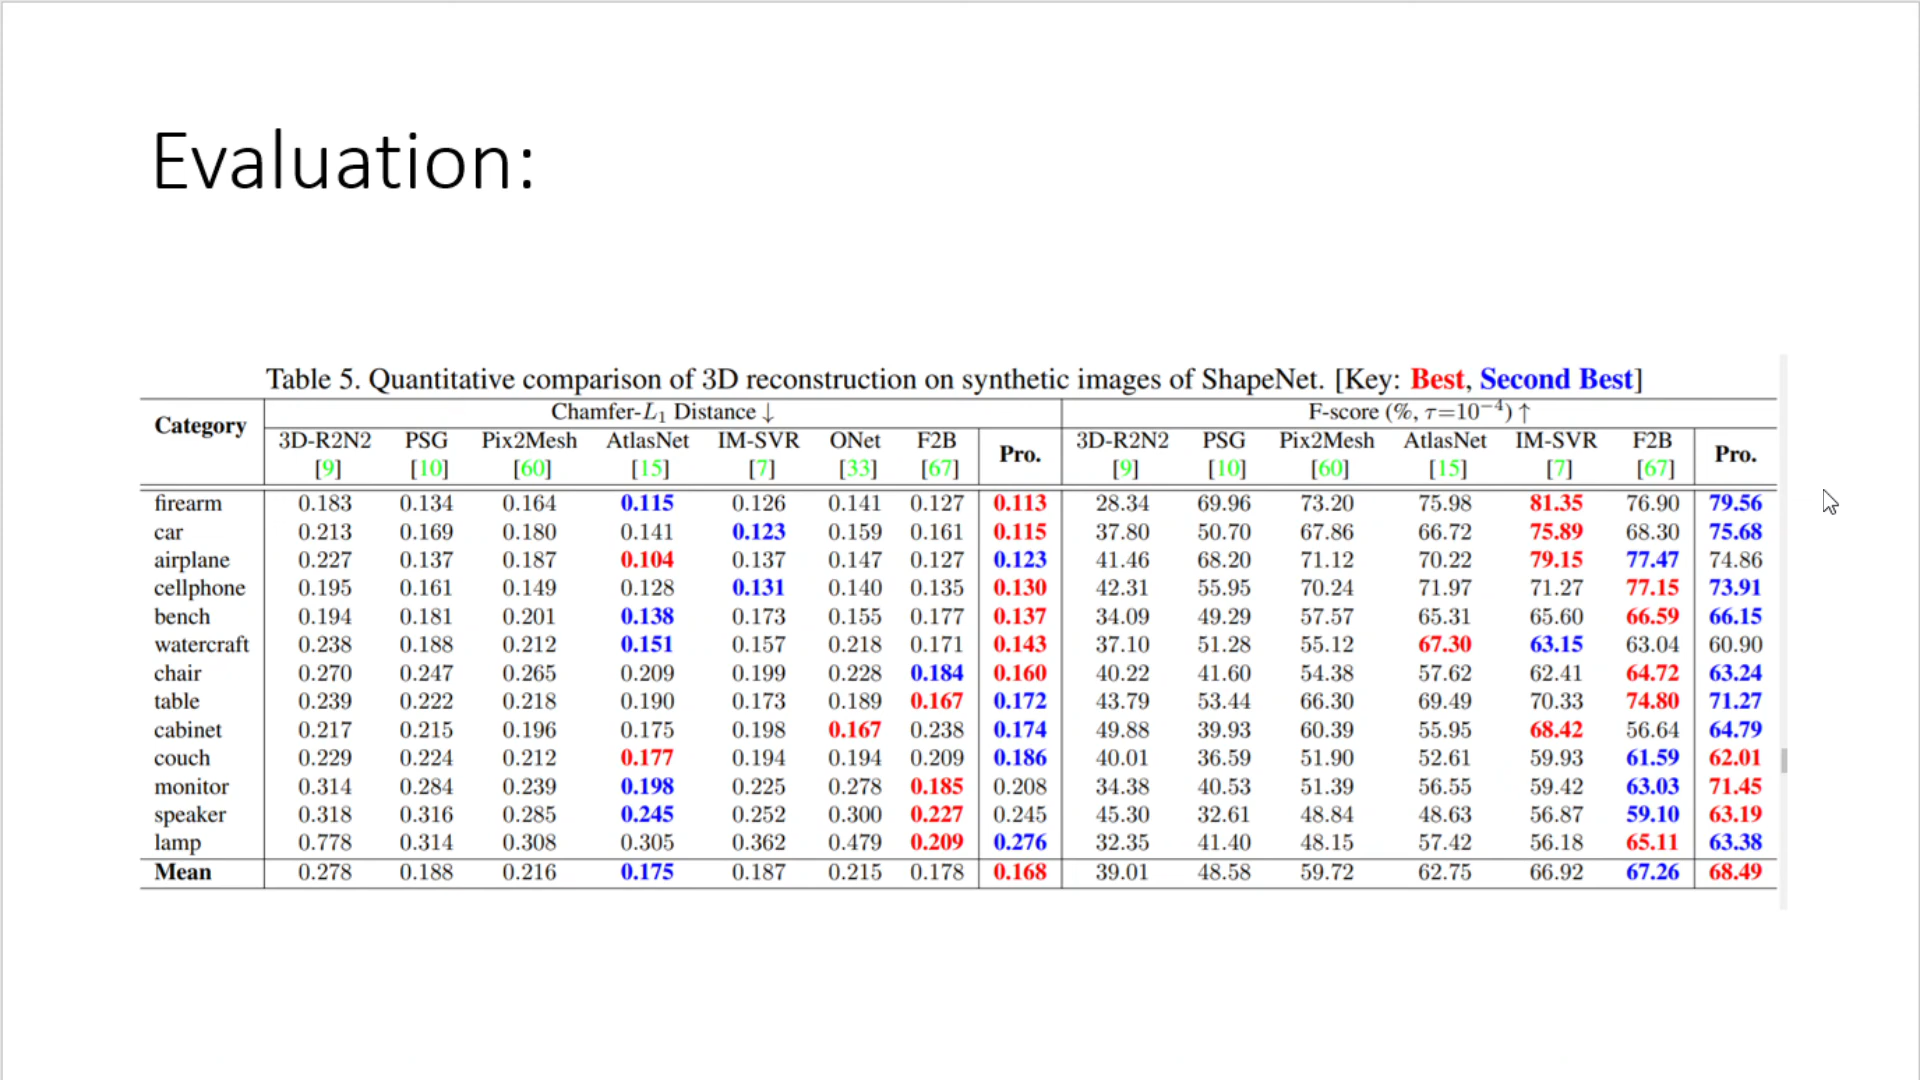 Evaluation:
Table 5. Quantitative comparison of 3D reconstruction on synthetic images of ShapeNet. [Key: Best, Second Best]
Category Chamfer-L₁ Distance ↓ F-score (%, τ=10⁻⁴) ↑
3D-R2N2 PSG Pix2Mesh AtlasNet IM-SVR ONet F2B Pro. 3D-R2N2 PSG Pix2Mesh AtlasNet IM-SVR F2B Pro.
[9] [10] [60] [15] [7] [33] [67] [9] [10] [60] [15] [7] [67]
firearm 0.183 0.134 0.164 0.115 0.126 0.141 0.127 0.113 28.34 69.96 73.20 75.98 81.35 76.90 79.56
car 0.213 0.169 0.180 0.141 0.123 0.159 0.161 0.115 37.80 50.70 67.86 66.72 75.89 68.30 75.68
airplane 0.227 0.137 0.187 0.104 0.137 0.147 0.127 0.123 41.46 68.20 71.12 70.22 79.15 77.47 74.86
cellphone 0.195 0.161 0.149 0.128 0.131 0.140 0.135 0.130 42.31 55.95 70.24 71.97 71.27 77.15 73.91
bench 0.194 0.181 0.201 0.138 0.173 0.155 0.177 0.137 34.09 49.29 57.57 65.31 65.60 66.59 66.15
watercraft 0.238 0.188 0.212 0.151 0.157 0.218 0.171 0.143 37.10 51.28 55.12 67.30 63.15 63.04 60.90
chair 0.270 0.247 0.265 0.209 0.199 0.228 0.184 0.160 40.22 41.60 54.38 57.62 62.41 64.72 63.24
table 0.239 0.222 0.218 0.190 0.173 0.189 0.167 0.172 43.79 53.44 66.30 69.49 70.33 74.80 71.27
cabinet 0.217 0.215 0.196 0.175 0.198 0.167 0.238 0.174 49.88 39.93 60.39 55.95 68.42 56.64 64.79
couch 0.229 0.224 0.212 0.177 0.194 0.194 0.209 0.186 40.01 36.59 51.90 52.61 59.93 61.59 62.01
monitor 0.314 0.284 0.239 0.198 0.225 0.278 0.185 0.208 34.38 40.53 51.39 56.55 59.42 63.03 71.45
speaker 0.318 0.316 0.285 0.245 0.252 0.300 0.227 0.245 45.30 32.61 48.84 48.63 56.87 59.10 63.19
lamp 0.778 0.314 0.308 0.305 0.362 0.479 0.209 0.276 32.35 41.40 48.15 57.42 56.18 65.11 63.38
Mean 0.278 0.188 0.216 0.175 0.187 0.215 0.178 0.168 39.01 48.58 59.72 62.75 66.92 67.26 68.49